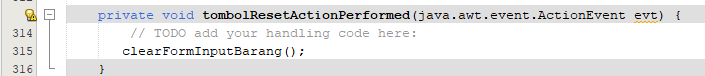 private void tombolResetActionPerformed(java.awt.event.ActionEvent evt) {
314 // TODO add your handling code here:
315 clearFormInputBarang();
316 }